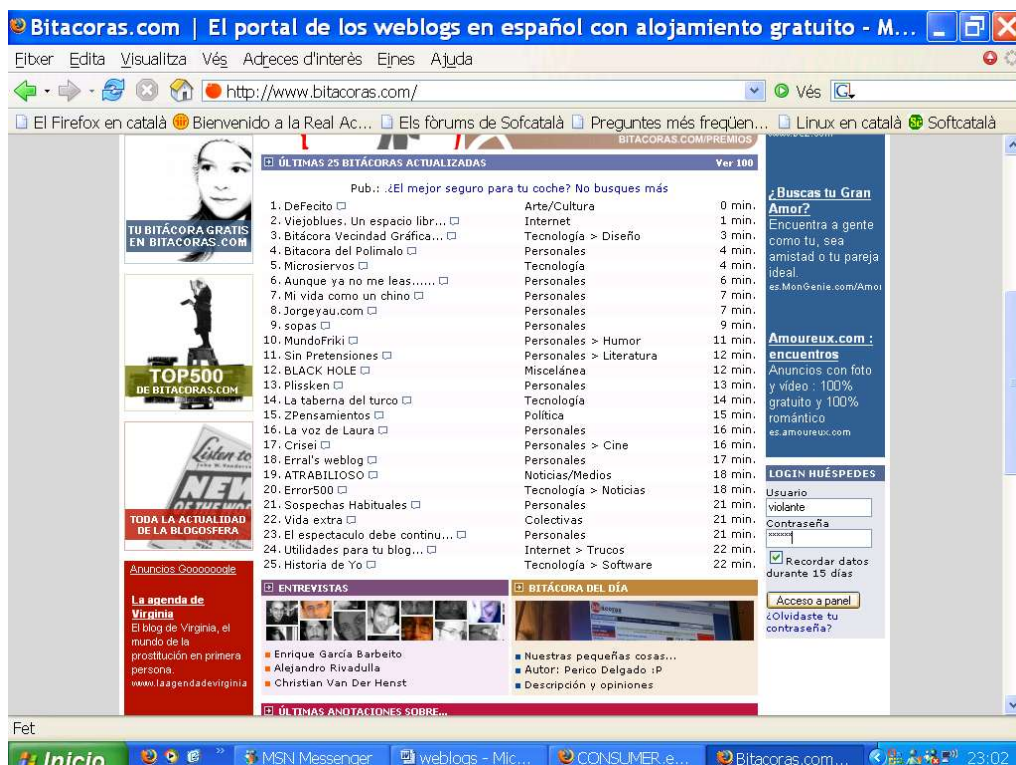 Bitacoras.com | El portal de los weblogs en español con alojamiento gratuito - M...
Fitxer Edita Visualitza Vés Adreces d'interès Eines Ajuda
http://www.bitacoras.com/ Vés
El Firefox en català Bienvenido a la Real Ac... Els fòrums de Sofcatalà Preguntes més freqüen... Linux en català Softcatalà
TU BITÁCORA GRATIS
EN BITACORAS.COM
TOP500
DE BITACORAS.COM
Listen to
NEW
OF THE WOR
TODA LA ACTUALIDAD
DE LA BLOGOSFERA
Anuncios Goooooogle
La agenda de
Virginia
El blog de Virginia, el
mundo de la
prostitución en primera
persona.
www.laagendadevirginia
BITACORAS.COM/PREMIOS
ÚLTIMAS 25 BITÁCORAS ACTUALIZADAS Ver 100
Pub.: .¿El mejor seguro para tu coche? No busques más
1. DeFecito Arte/Cultura 0 min.
2. Viejoblues. Un espacio libr... Internet 1 min.
3. Bitácora Vecindad Gráfica... Tecnología > Diseño 3 min.
4. Bitacora del Polimalo Personales 4 min.
5. Microsiervos Tecnología 4 min.
6. Aunque ya no me leas...... Personales 6 min.
7. Mi vida como un chino Personales 7 min.
8. Jorgeyau.com Personales 7 min.
9. sopas Personales 9 min.
10. MundoFriki Personales > Humor 11 min.
11. Sin Pretensiones Personales > Literatura 12 min.
12. BLACK HOLE Miscelánea 12 min.
13. Plissken Personales 13 min.
14. La taberna del turco Tecnología 14 min.
15. ZPensamientos Política 15 min.
16. La voz de Laura Personales 16 min.
17. Crisei Personales > Cine 16 min.
18. Erral's weblog Personales 17 min.
19. ATRABILIOSO Noticias/Medios 18 min.
20. Error500 Tecnología > Noticias 18 min.
21. Sospechas Habituales Personales 21 min.
22. Vida extra Colectivas 21 min.
23. El espectaculo debe continu... Personales 21 min.
24. Utilidades para tu blog... Internet > Trucos 22 min.
25. Historia de Yo Tecnología > Software 22 min.
ENTREVISTAS
Enrique García Barbeito
Alejandro Rivadulla
Christian Van Der Henst
BITÁCORA DEL DÍA
Nuestras pequeñas cosas...
Autor: Perico Delgado :P
Descripción y opiniones
ÚLTIMAS ANOTACIONES SOBRE...
¿Buscas tu Gran
Amor?
Encuentra a gente
como tu, sea
amistad o tu pareja
ideal.
es.MonGenie.com/Amor
Amoureux.com :
encuentros
Anuncios con foto
y vídeo : 100%
gratuito y 100%
romántico
es.amoureux.com
LOGIN HUÉSPEDES
Usuario
violante
Contraseña
xxxxxx
Recordar datos
durante 15 días
Acceso a panel
¿Olvidaste tu
contraseña?
Fet
Inicio MSN Messenger weblogs - Mic... CONSUMER.e... Bitacoras.com... 23:02